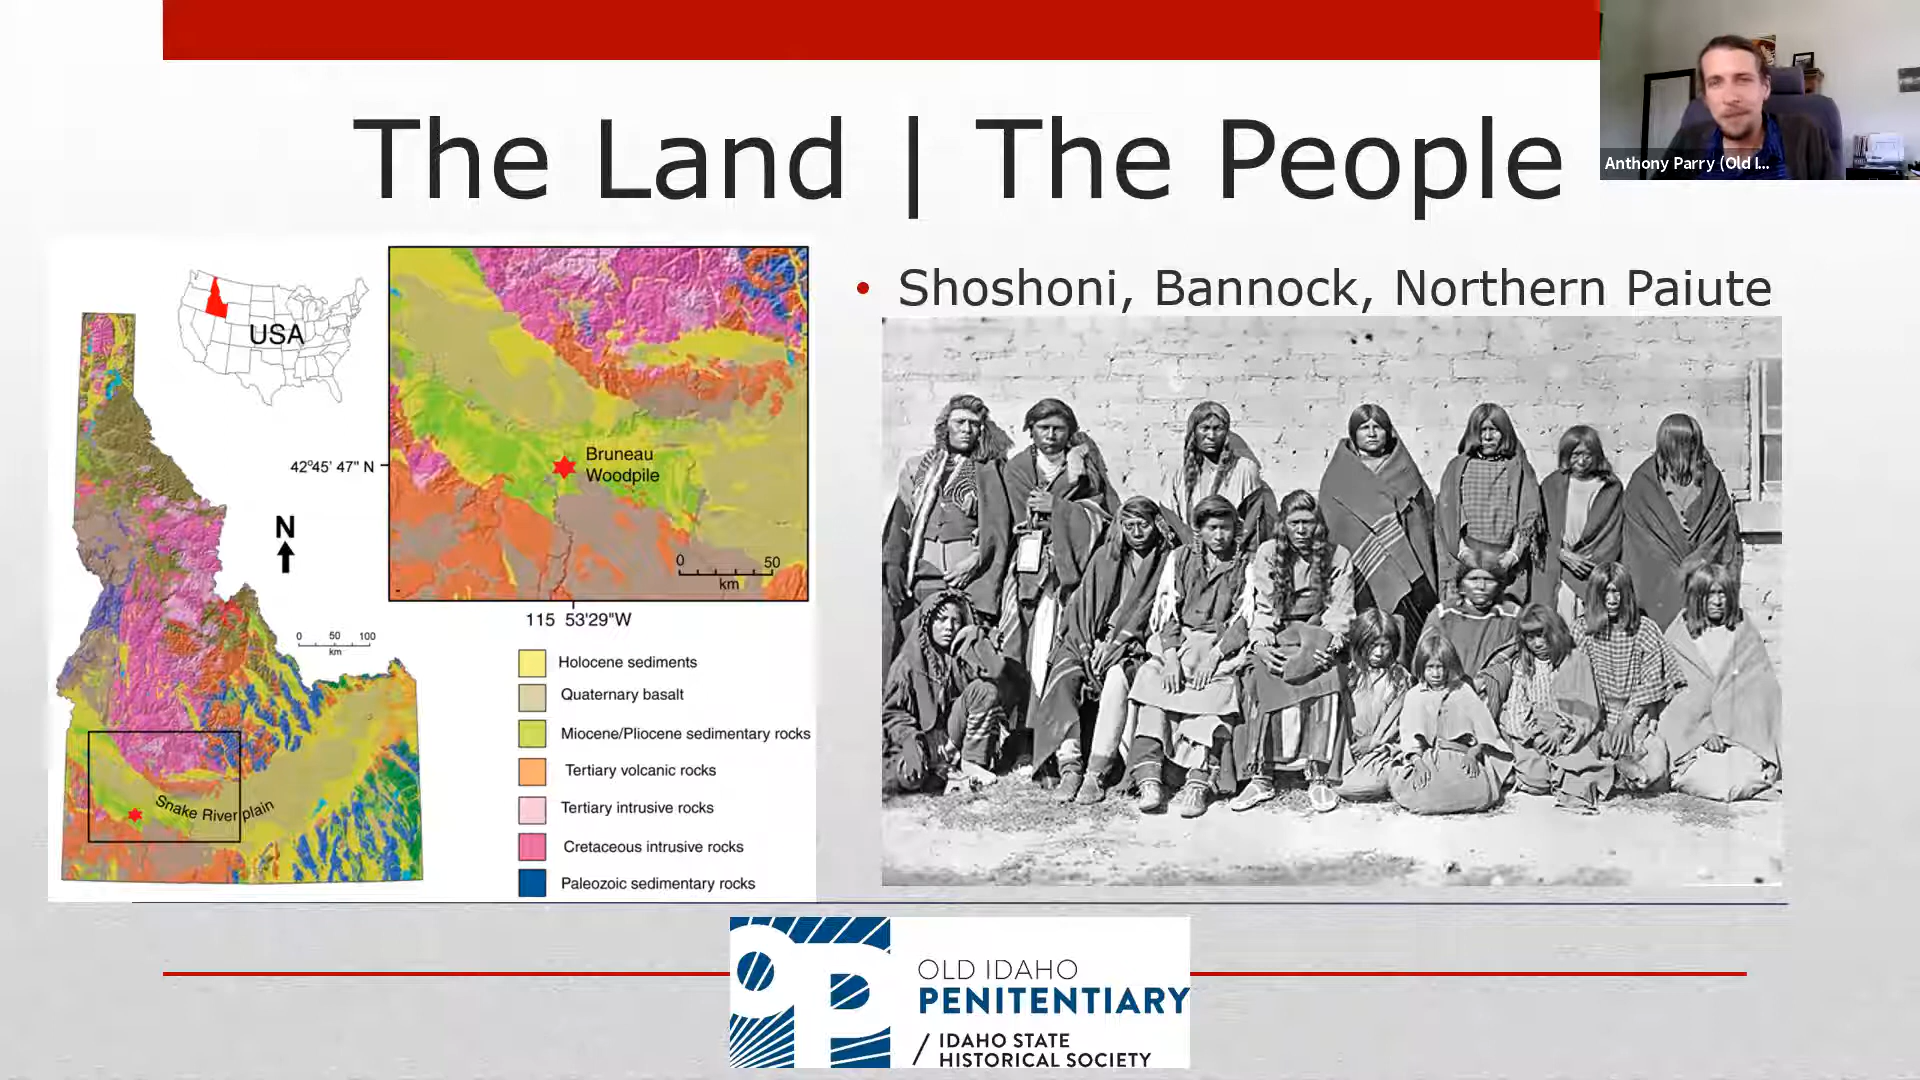 The Land | The People
Anthony Parry (Old I...
• Shoshoni, Bannock, Northern Paiute
USA
Bruneau
Woodpile
42°45' 47" N
N
0 50
km
115 53'29"W
0 50 100
km
Snake River plain
Holocene sediments
Quaternary basalt
Miocene/Pliocene sedimentary rocks
Tertiary volcanic rocks
Tertiary intrusive rocks
Cretaceous intrusive rocks
Paleozoic sedimentary rocks
OP
OLD IDAHO
PENITENTIARY
/ IDAHO STATE
HISTORICAL SOCIETY